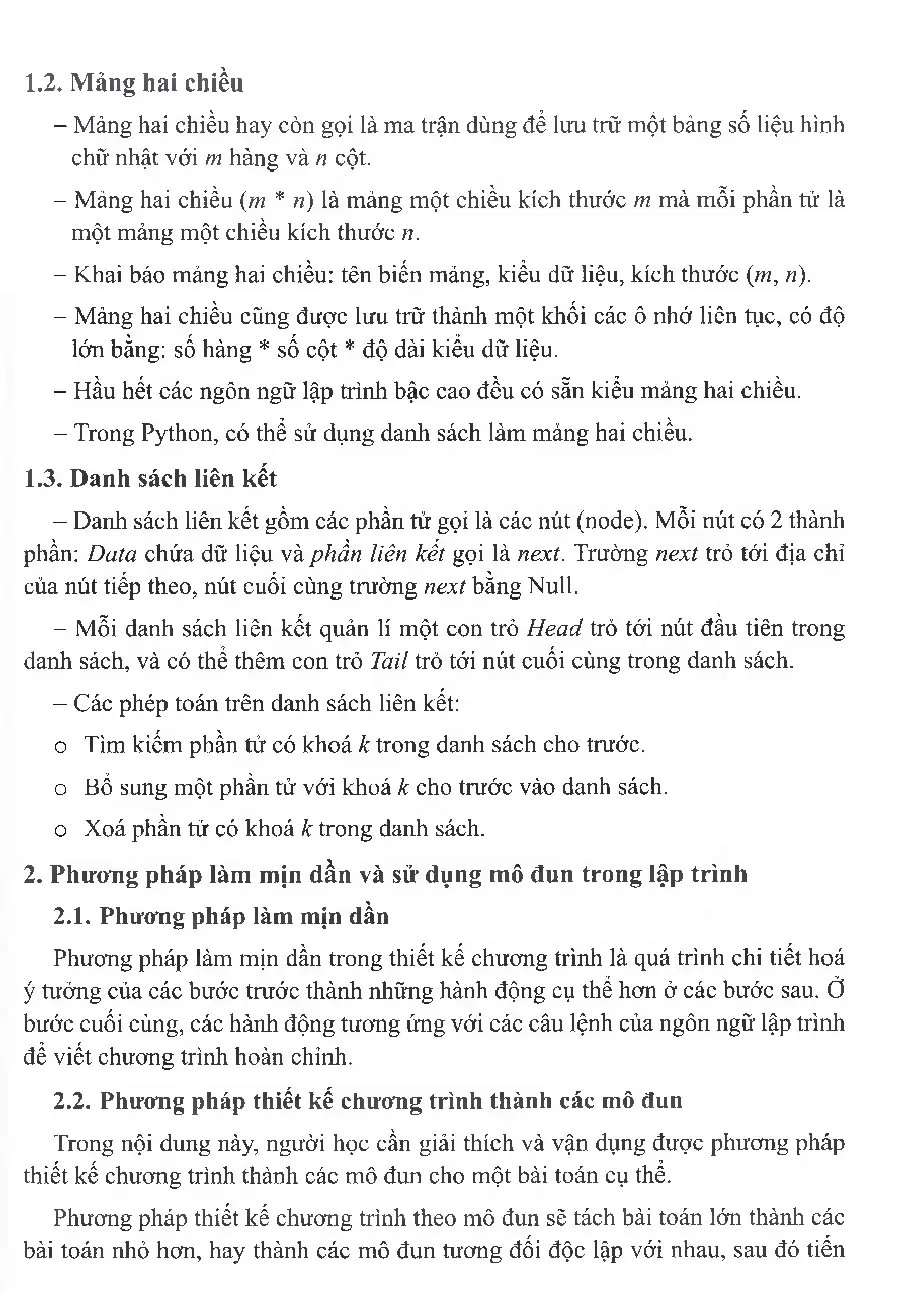 1.2. Mảng hai chiều
– Mảng hai chiều hay còn gọi là ma trận dùng để lưu trữ một bảng số liệu hình
chữ nhật với m hàng và n cột.
– Mảng hai chiều (m * n) là mảng một chiều kích thước m mà mỗi phần tử là
một mảng một chiều kích thước n.
– Khai báo mảng hai chiều: tên biến mảng, kiểu dữ liệu, kích thước (m, n).
– Mảng hai chiều cũng được lưu trữ thành một khối các ô nhớ liên tục, có độ
lớn bằng: số hàng * số cột * độ dài kiểu dữ liệu.
– Hầu hết các ngôn ngữ lập trình bậc cao đều có sẵn kiểu mảng hai chiều.
– Trong Python, có thể sử dụng danh sách làm mảng hai chiều.
1.3. Danh sách liên kết
– Danh sách liên kết gồm các phần tử gọi là các nút (node). Mỗi nút có 2 thành
phần: Data chứa dữ liệu và phần liên kết gọi là next. Trường next trỏ tới địa chỉ
của nút tiếp theo, nút cuối cùng trường next bằng Null.
– Mỗi danh sách liên kết quản lí một con trỏ Head trỏ tới nút đầu tiên trong
danh sách, và có thể thêm con trỏ Tail trỏ tới nút cuối cùng trong danh sách.
– Các phép toán trên danh sách liên kết:
o Tìm kiếm phần tử có khoá k trong danh sách cho trước.
o Bổ sung một phần tử với khoá k cho trước vào danh sách.
o Xoá phần tử có khoá k trong danh sách.
2. Phương pháp làm mịn dần và sử dụng mô đun trong lập trình
2.1. Phương pháp làm mịn dần
Phương pháp làm mịn dần trong thiết kế chương trình là quá trình chi tiết hoá
ý tưởng của các bước trước thành những hành động cụ thể hơn ở các bước sau. Ở
bước cuối cùng, các hành động tương ứng với các câu lệnh của ngôn ngữ lập trình
để viết chương trình hoàn chỉnh.
2.2. Phương pháp thiết kế chương trình thành các mô đun
Trong nội dung này, người học cần giải thích và vận dụng được phương pháp
thiết kế chương trình thành các mô đun cho một bài toán cụ thể.
Phương pháp thiết kế chương trình theo mô đun sẽ tách bài toán lớn thành các
bài toán nhỏ hơn, hay thành các mô đun tương đối độc lập với nhau, sau đó tiến